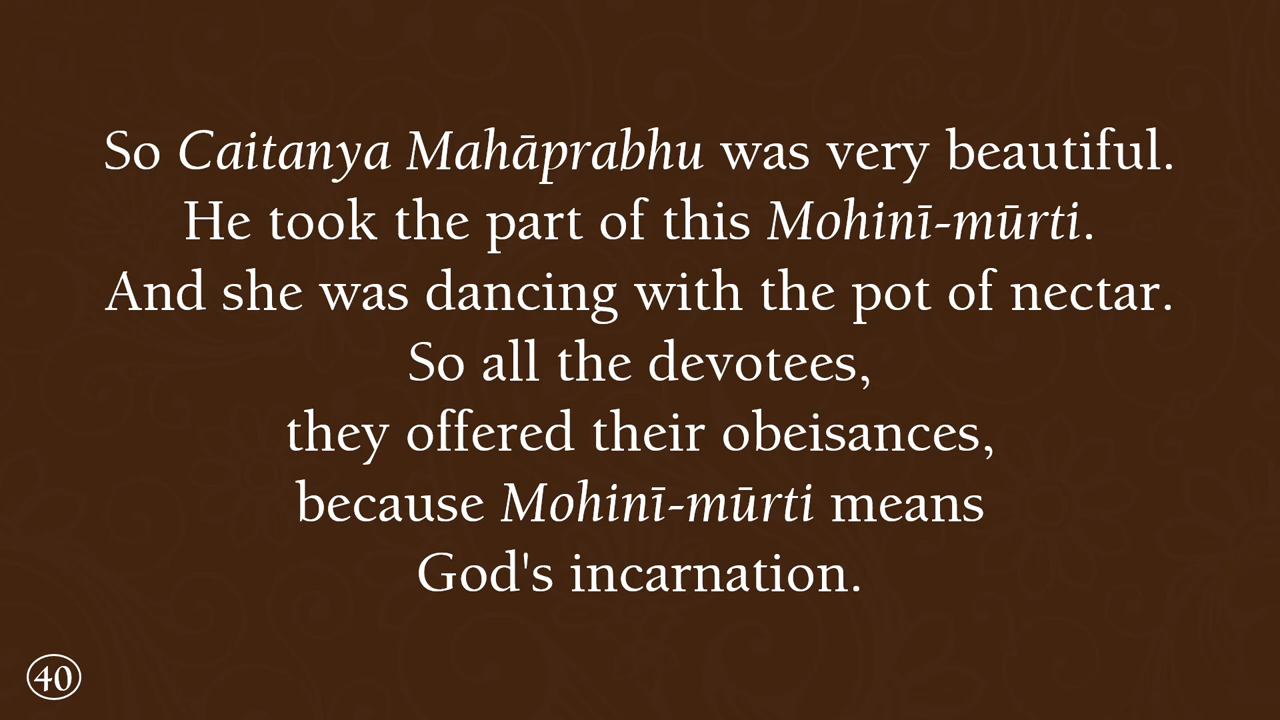 So Caitanya Mahāprabhu was very beautiful.
He took the part of this Mohinī-mūrti.
And she was dancing with the pot of nectar.
So all the devotees,
they offered their obeisances,
because Mohinī-mūrti means
God's incarnation.
40